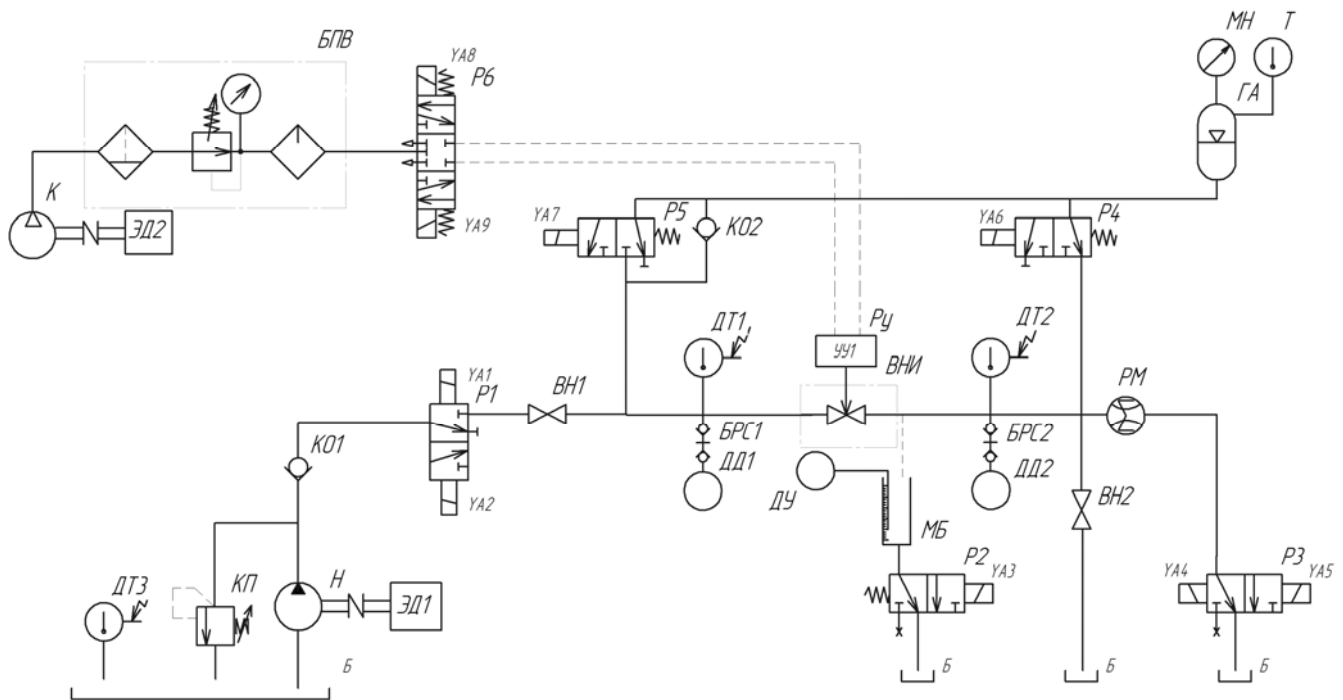 МН Т
БПВ
YA8
Р6
ГА
К
ЭД2
YA9
YA7
Р5
КО2
YA6
Р4
ДТ1
Ру
ДТ2
УУ1
ВНИ
YA1
Р1
ВН1
РМ
КО1
БРС1
БРС2
ДД1
ДД2
YA2
ДУ
МБ
ВН2
ДТ3
КП
Н
ЭД1
Р2
YA3
YA4
Р3
YA5
Б
Б
Б
Б